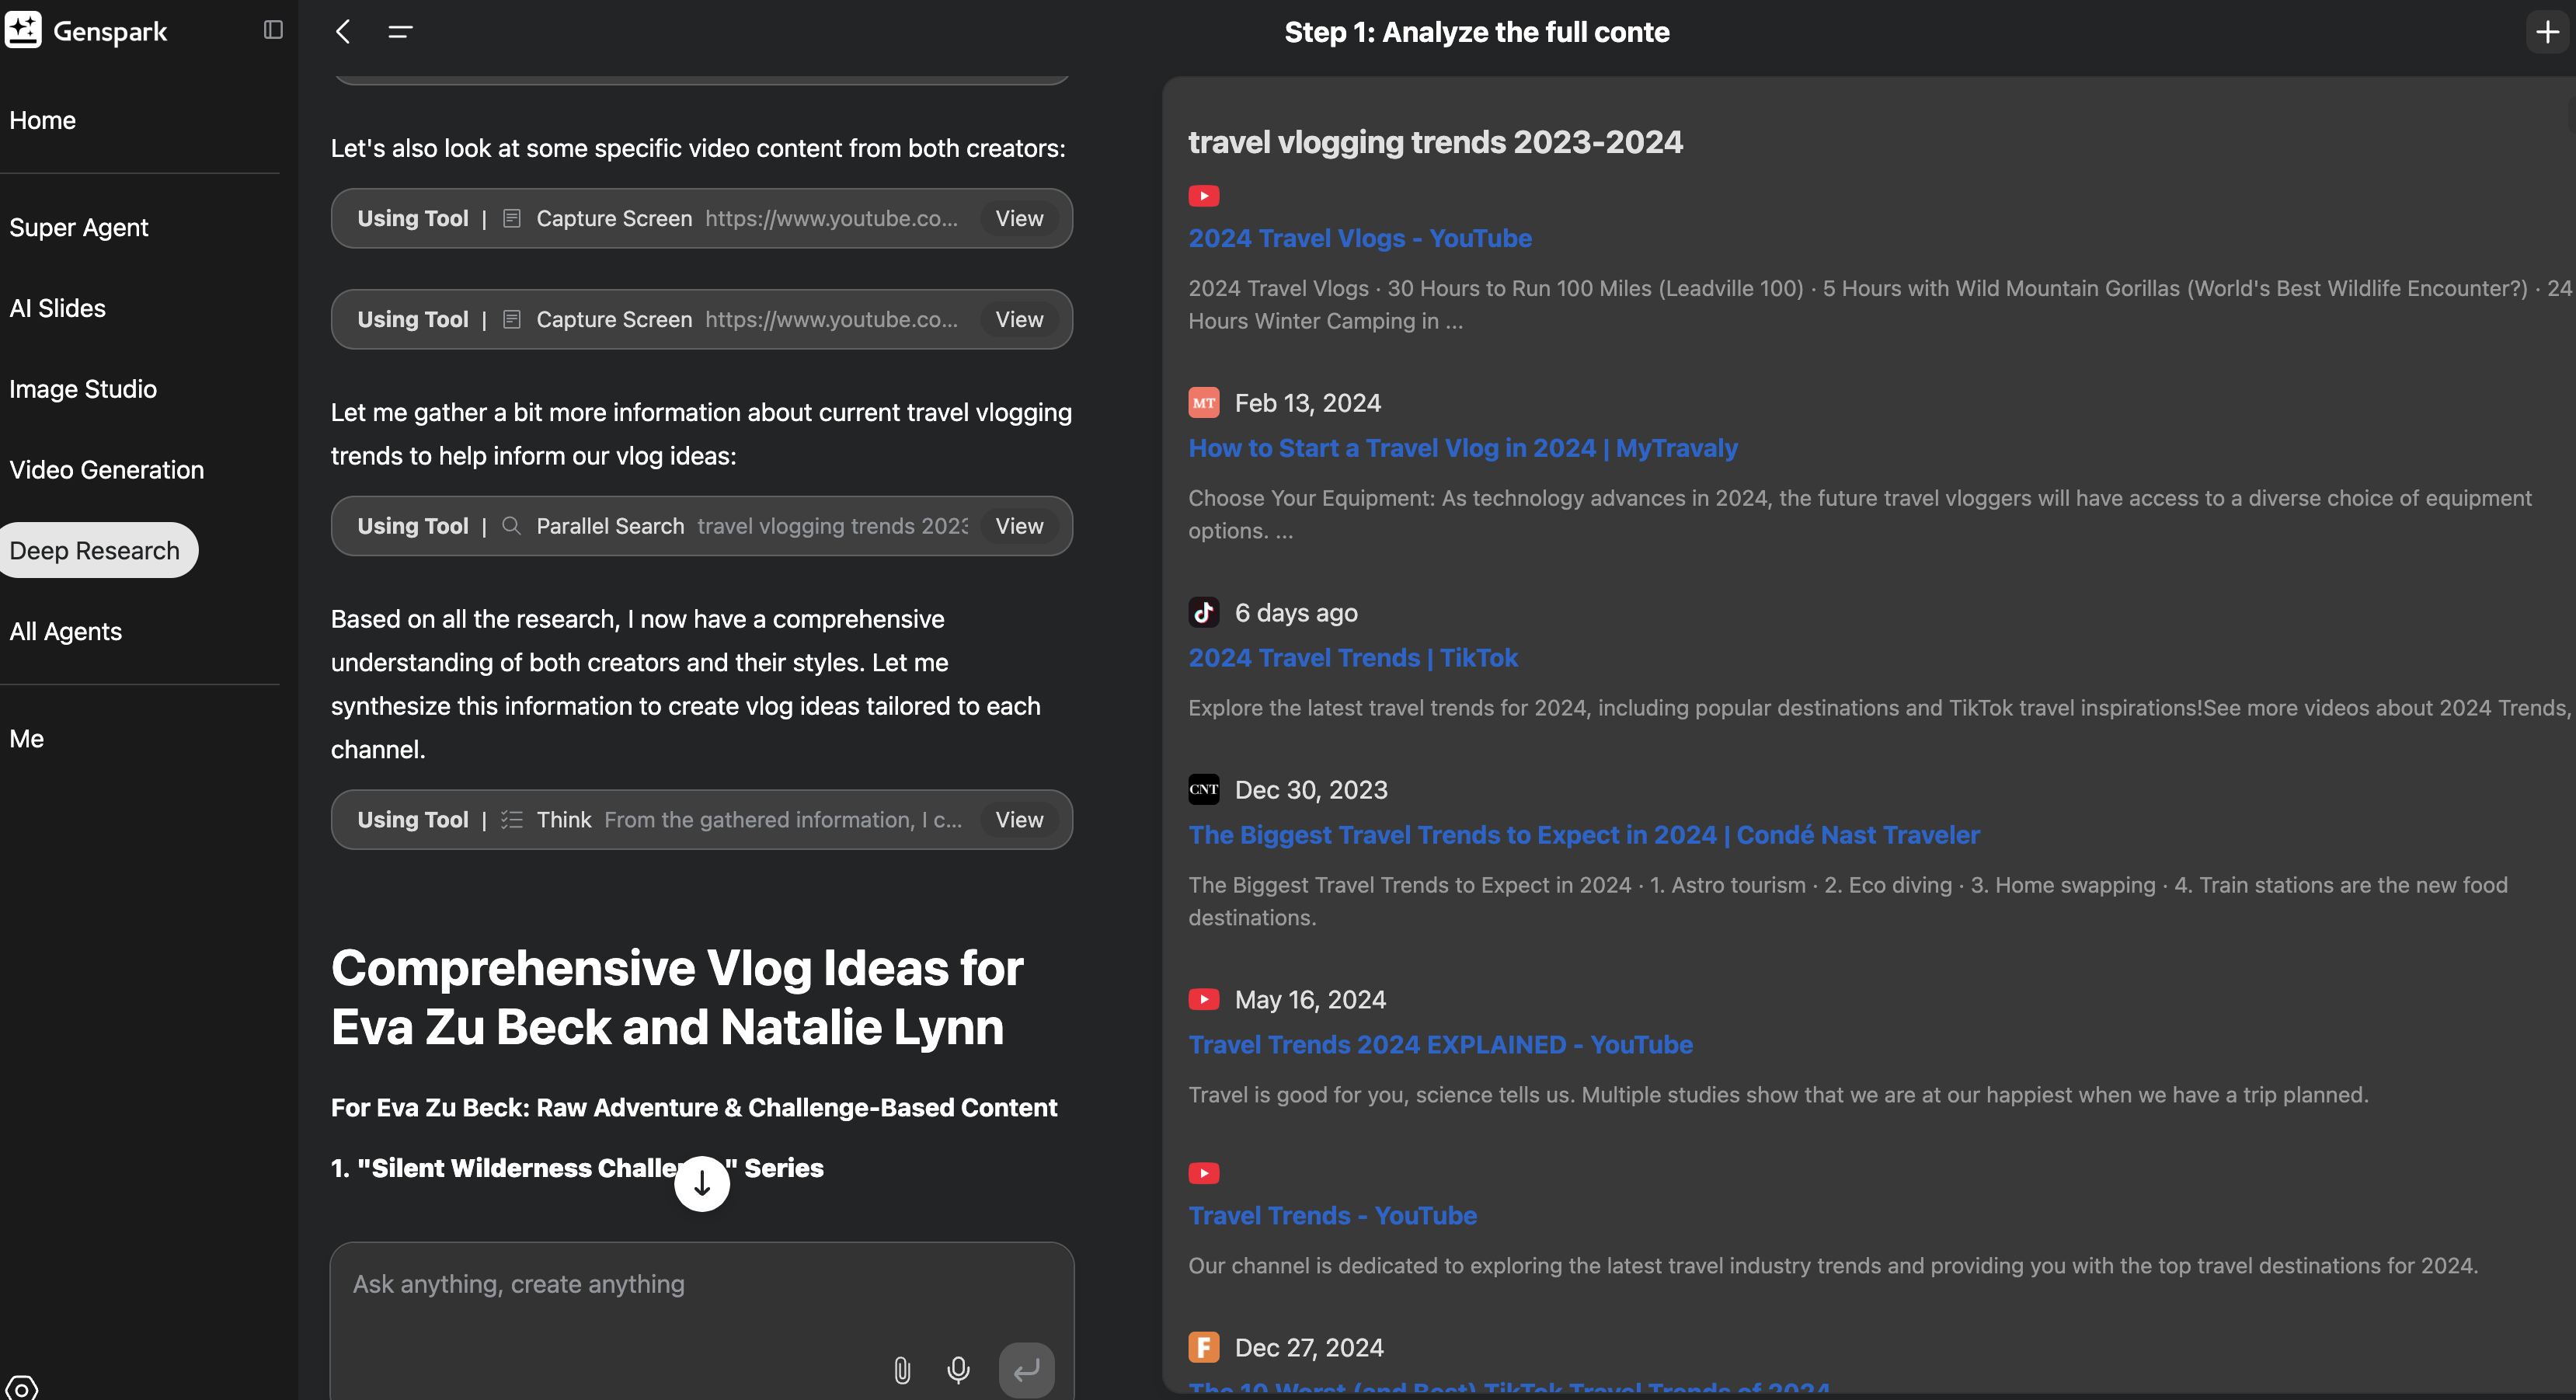 Genspark
Home
Super Agent
AI Slides
Image Studio
Video Generation
Deep Research
All Agents
Me
Step 1: Analyze the full conte
Let's also look at some specific video content from both creators:
Using Tool | Capture Screen https://www.youtube.co... View
Using Tool | Capture Screen https://www.youtube.co... View
Let me gather a bit more information about current travel vlogging
trends to help inform our vlog ideas:
Using Tool | Parallel Search travel vlogging trends 2023 View
Based on all the research, I now have a comprehensive
understanding of both creators and their styles. Let me
synthesize this information to create vlog ideas tailored to each
channel.
Using Tool | Think From the gathered information, I c... View
Comprehensive Vlog Ideas for
Eva Zu Beck and Natalie Lynn
For Eva Zu Beck: Raw Adventure & Challenge-Based Content
1. "Silent Wilderness " Series
Ask anything, create anything
travel vlogging trends 2023-2024
2024 Travel Vlogs - YouTube
2024 Travel Vlogs · 30 Hours to Run 100 Miles (Leadville 100) · 5 Hours with Wild Mountain Gorillas (World's Best Wildlife Encounter?) · 24
Hours Winter Camping in ...
MT Feb 13, 2024
How to Start a Travel Vlog in 2024 | MyTravaly
Choose Your Equipment: As technology advances in 2024, the future travel vloggers will have access to a diverse choice of equipment
options. ...
6 days ago
2024 Travel Trends | TikTok
Explore the latest travel trends for 2024, including popular destinations and TikTok travel inspirations!See more videos about 2024 Trends,
CNT Dec 30, 2023
The Biggest Travel Trends to Expect in 2024 | Condé Nast Traveler
The Biggest Travel Trends to Expect in 2024 · 1. Astro tourism · 2. Eco diving · 3. Home swapping · 4. Train stations are the new food
destinations.
May 16, 2024
Travel Trends 2024 EXPLAINED - YouTube
Travel is good for you, science tells us. Multiple studies show that we are at our happiest when we have a trip planned.
Travel Trends - YouTube
Our channel is dedicated to exploring the latest travel industry trends and providing you with the top travel destinations for 2024.
F Dec 27, 2024
The 10 Worst (and Best) TikTok Travel Trends of 2024